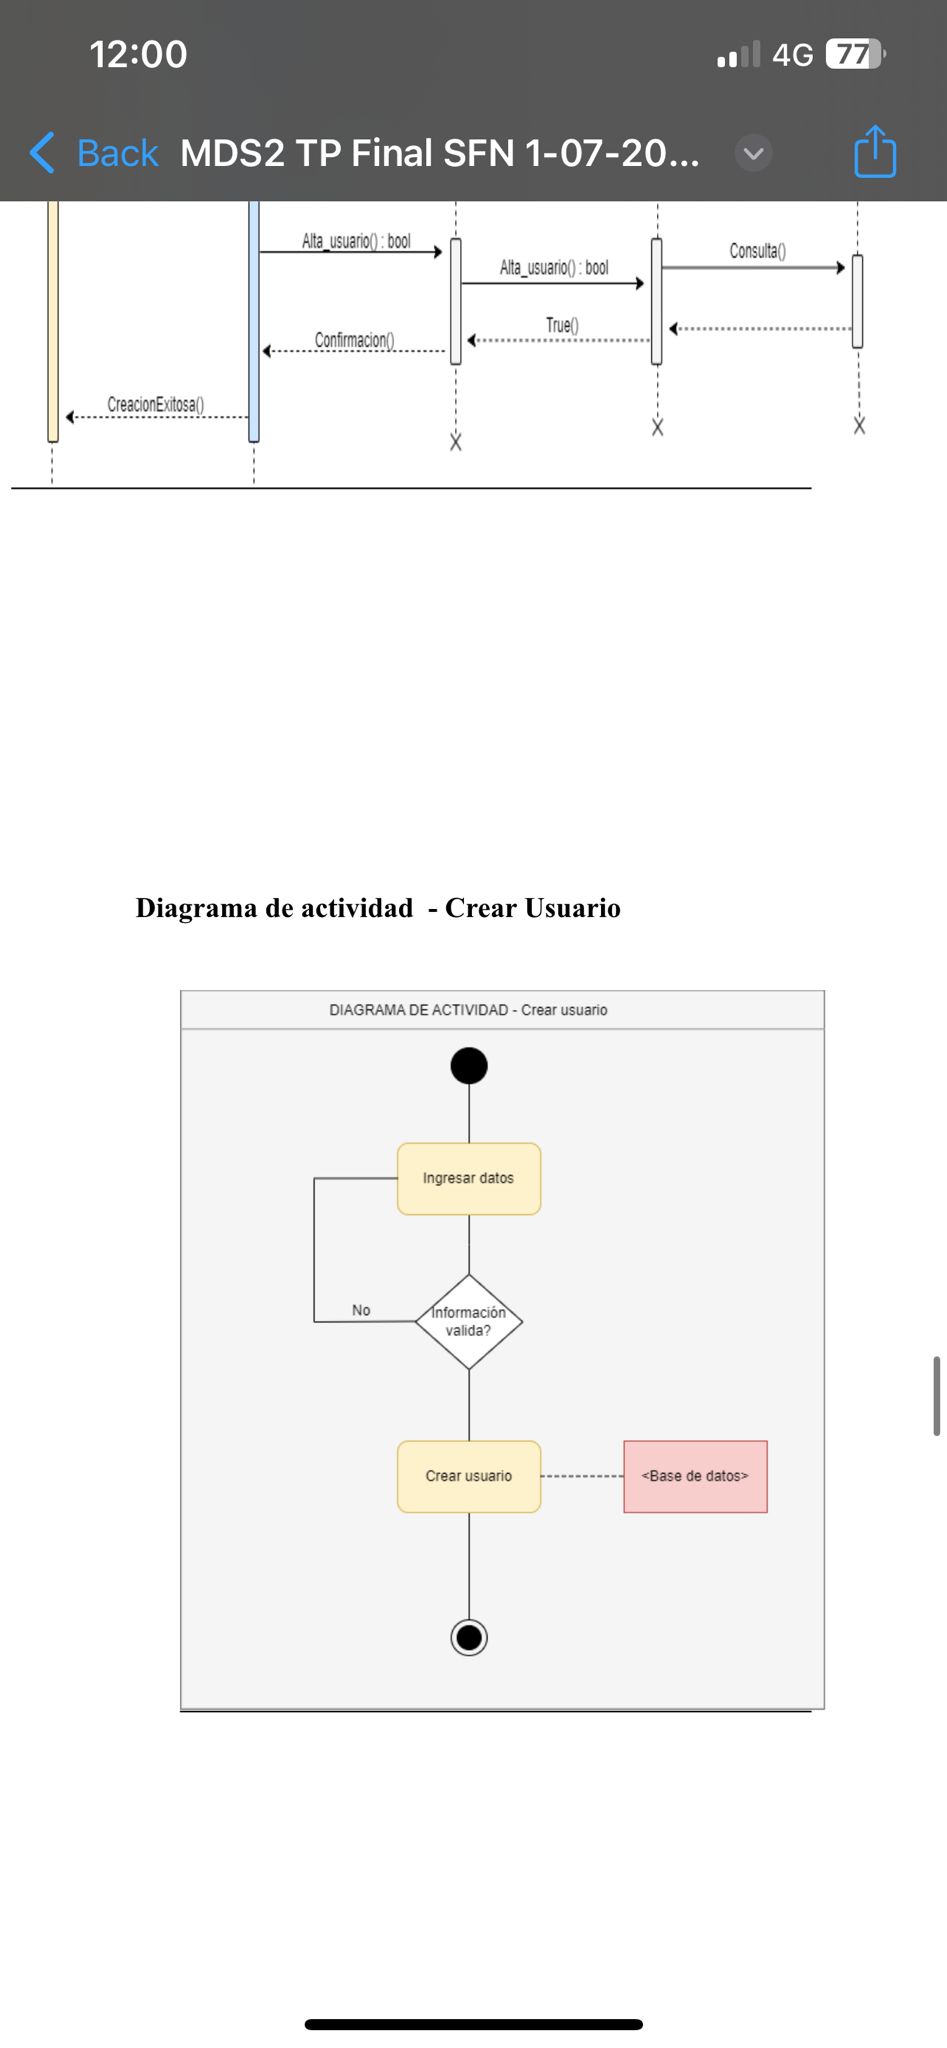 12:00
4G 77
Back MDS2 TP Final SFN 1-07-20...
Alta_usuario() : bool
Consulta()
Alta_usuario() : bool
True()
Confirmacion()
CreacionExitosa()
X X X
Diagrama de actividad - Crear Usuario
DIAGRAMA DE ACTIVIDAD - Crear usuario
Ingresar datos
No
Información
valida?
Crear usuario
<Base de datos>